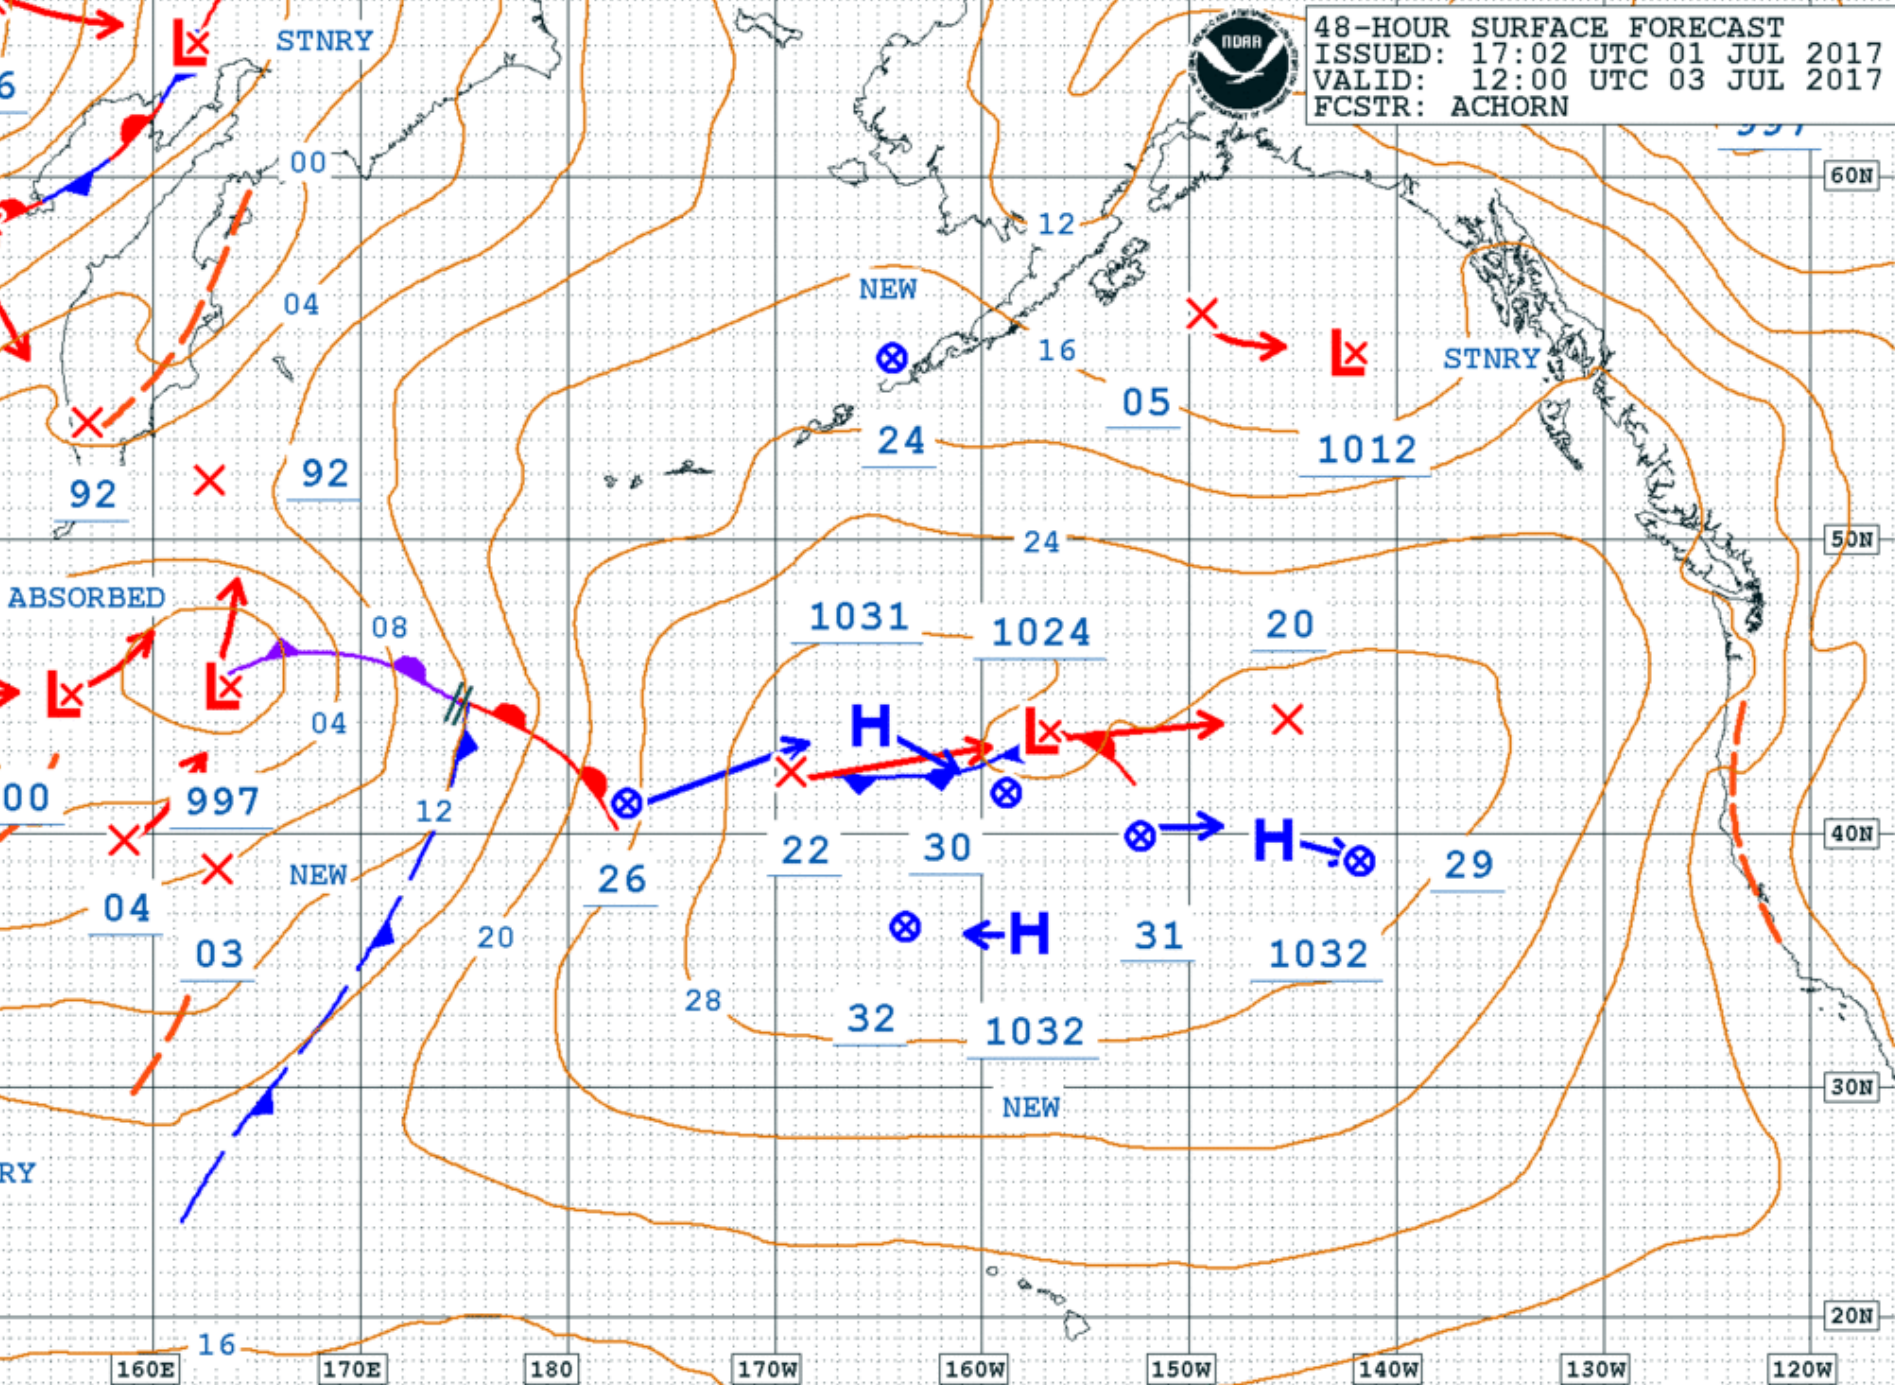 48-HOUR SURFACE FORECAST
ISSUED: 17:02 UTC 01 JUL 2017
VALID: 12:00 UTC 03 JUL 2017
FCSTR: ACHORN
NOAA
STNRY
6
997
00
60N
12
NEW
04
16
STNRY
05
24
1012
92
92
24
50N
ABSORBED
08
1031
1024
20
04
00
997
12
22
30
40N
NEW
26
29
04
20
31
03
1032
28
32
1032
30N
NEW
RY
20N
16
160E
170E
180
170W
160W
150W
140W
130W
120W
L
L
L
L
L
H
H
H